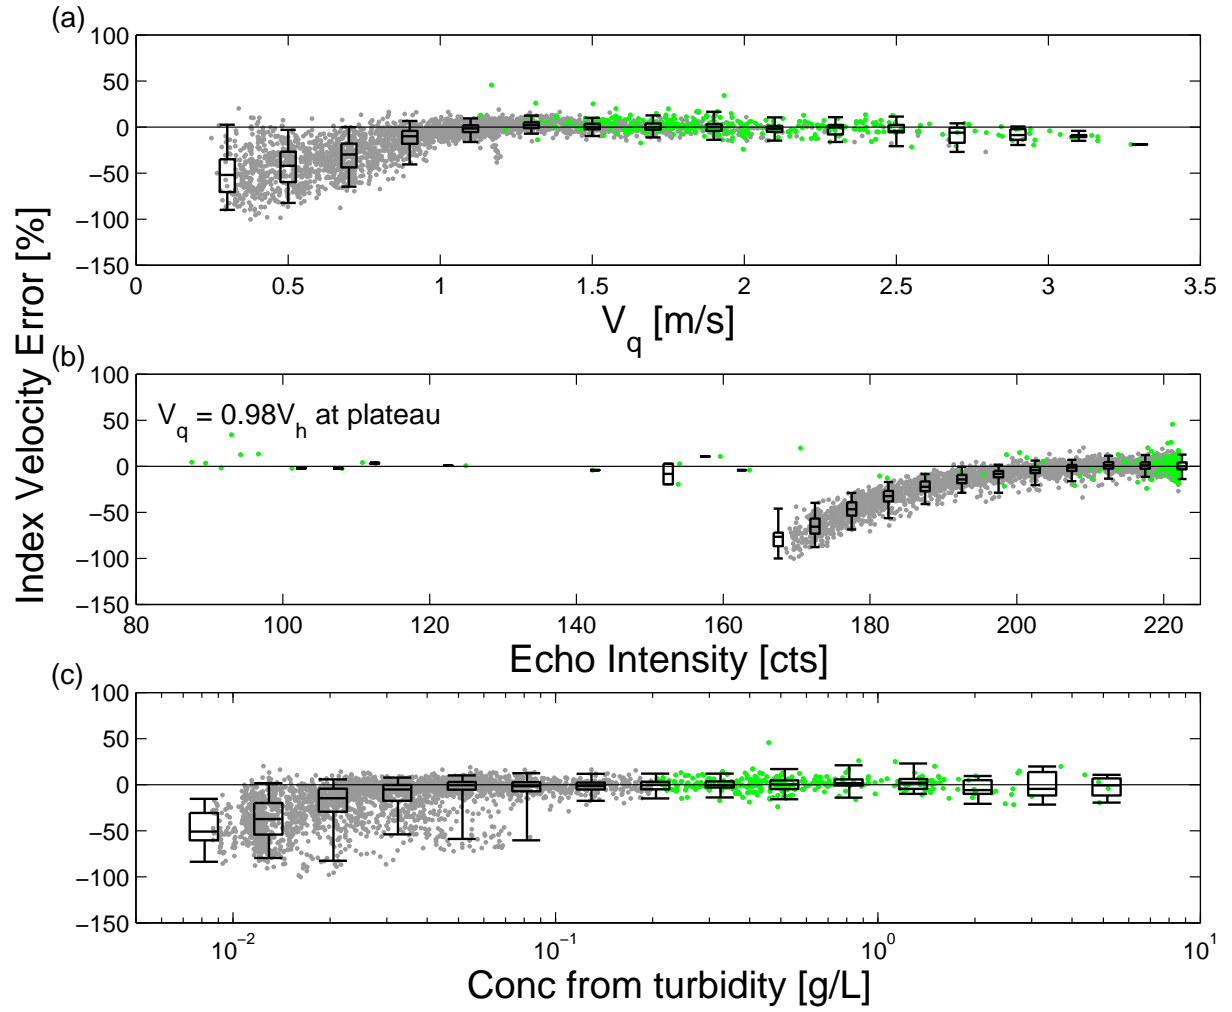 (a)
100
50
0
−50
−100
−150
0 0.5 1 1.5 2 2.5 3 3.5
V_q [m/s]
Index Velocity Error [%]
(b)
100
50
0
−50
−100
−150
V_q = 0.98V_h at plateau
80 100 120 140 160 180 200 220
Echo Intensity [cts]
(c)
100
50
0
−50
−100
−150
10^−2 10^−1 10^0 10^1
Conc from turbidity [g/L]